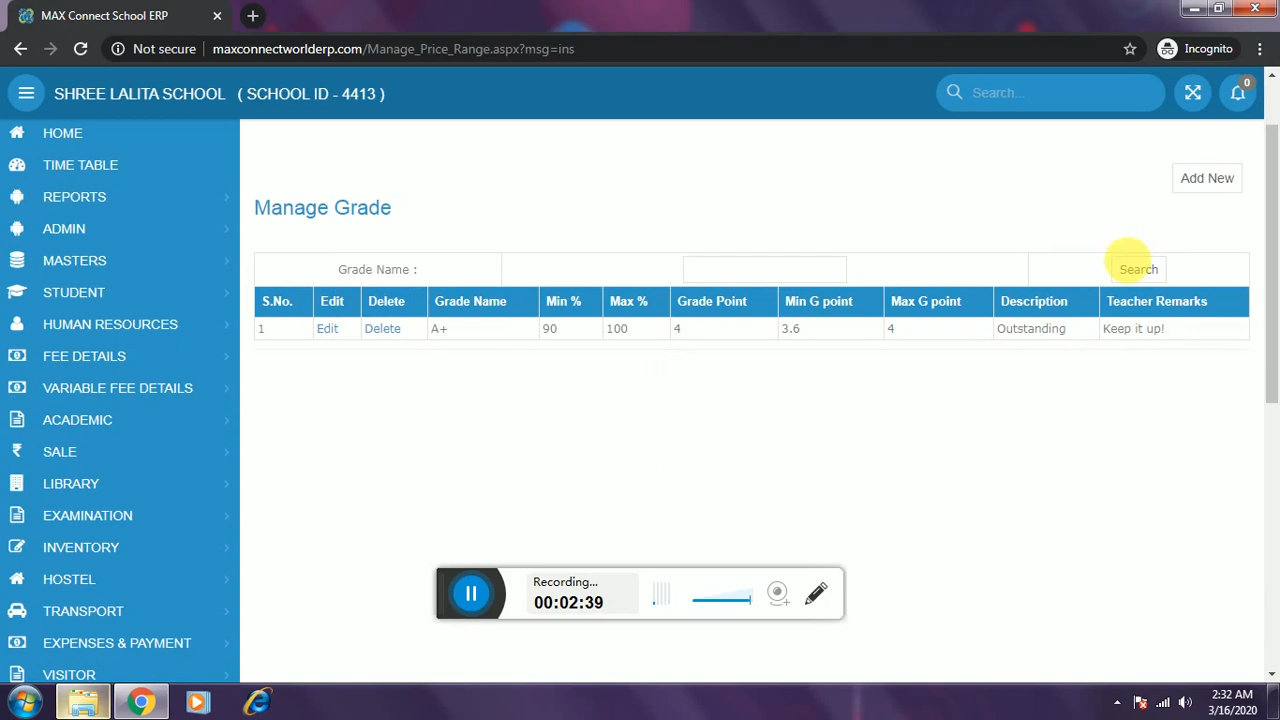 MAX Connect School ERP
Not secure | maxconnectworlderp.com/Manage_Price_Range.aspx?msg=ins
Incognito
SHREE LALITA SCHOOL ( SCHOOL ID - 4413 )
Search...
0
HOME
TIME TABLE
REPORTS
ADMIN
MASTERS
STUDENT
HUMAN RESOURCES
FEE DETAILS
VARIABLE FEE DETAILS
ACADEMIC
SALE
LIBRARY
EXAMINATION
INVENTORY
HOSTEL
TRANSPORT
EXPENSES & PAYMENT
VISITOR
Add New
Manage Grade
Grade Name :
Search
S.No. Edit Delete Grade Name Min % Max % Grade Point Min G point Max G point Description Teacher Remarks
1 Edit Delete A+ 90 100 4 3.6 4 Outstanding Keep it up!
Recording...
00:02:39
2:32 AM
3/16/2020